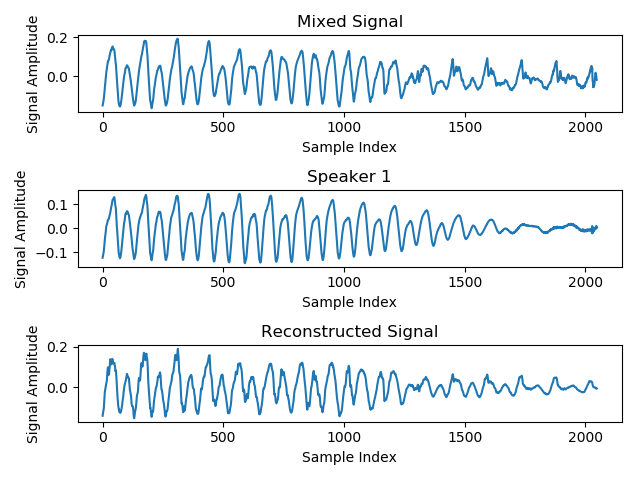 Mixed Signal
Signal Amplitude
0.2
0.0
0
500
1000
1500
2000
Sample Index
Speaker 1
Signal Amplitude
0.1
0.0
−0.1
0
500
1000
1500
2000
Sample Index
Reconstructed Signal
Signal Amplitude
0.2
0.0
0
500
1000
1500
2000
Sample Index